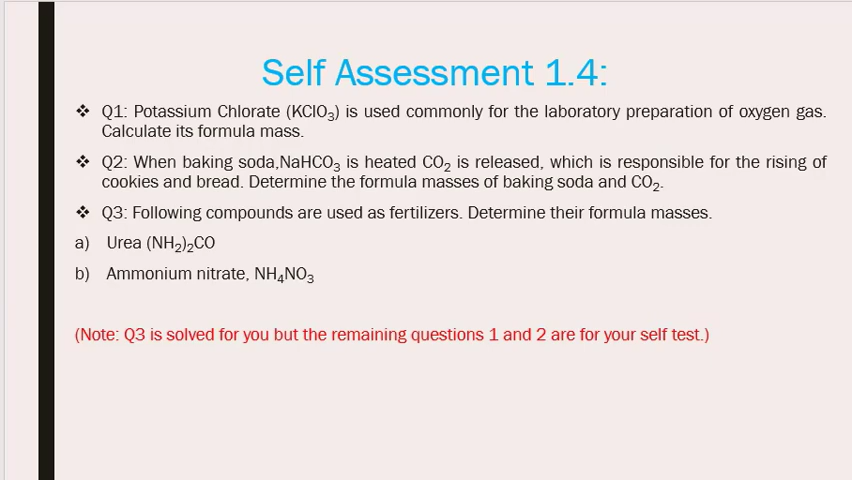 Self Assessment 1.4:
❖ Q1: Potassium Chlorate (KClO₃) is used commonly for the laboratory preparation of oxygen gas.
Calculate its formula mass.
❖ Q2: When baking soda,NaHCO₃ is heated CO₂ is released, which is responsible for the rising of
cookies and bread. Determine the formula masses of baking soda and CO₂.
❖ Q3: Following compounds are used as fertilizers. Determine their formula masses.
a) Urea (NH₂)₂CO
b) Ammonium nitrate, NH₄NO₃
(Note: Q3 is solved for you but the remaining questions 1 and 2 are for your self test.)